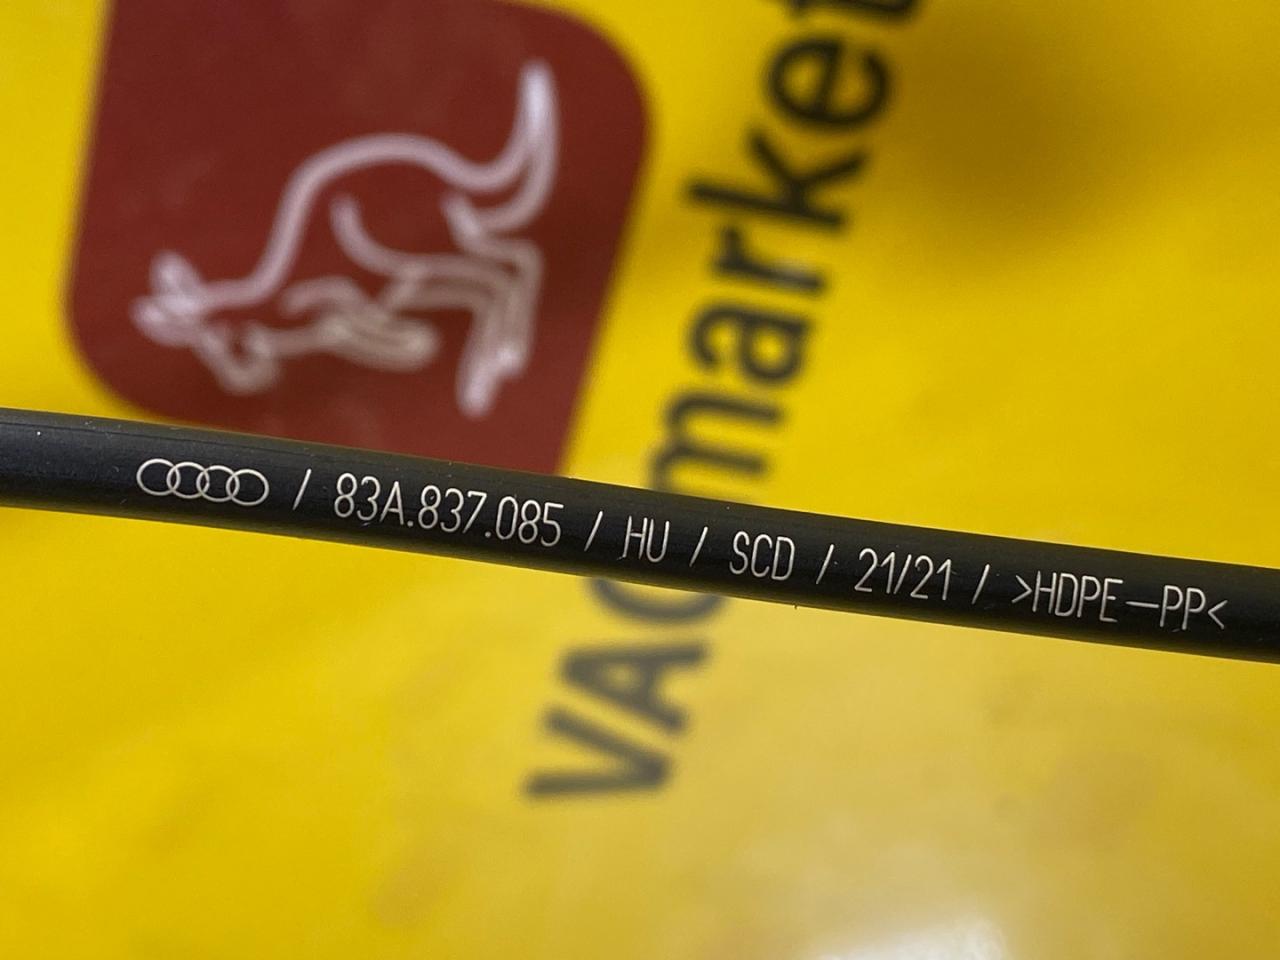 / 83A.837.085 / HU / SCD / 21/21 / >HDPE-PP<
VAGmarket